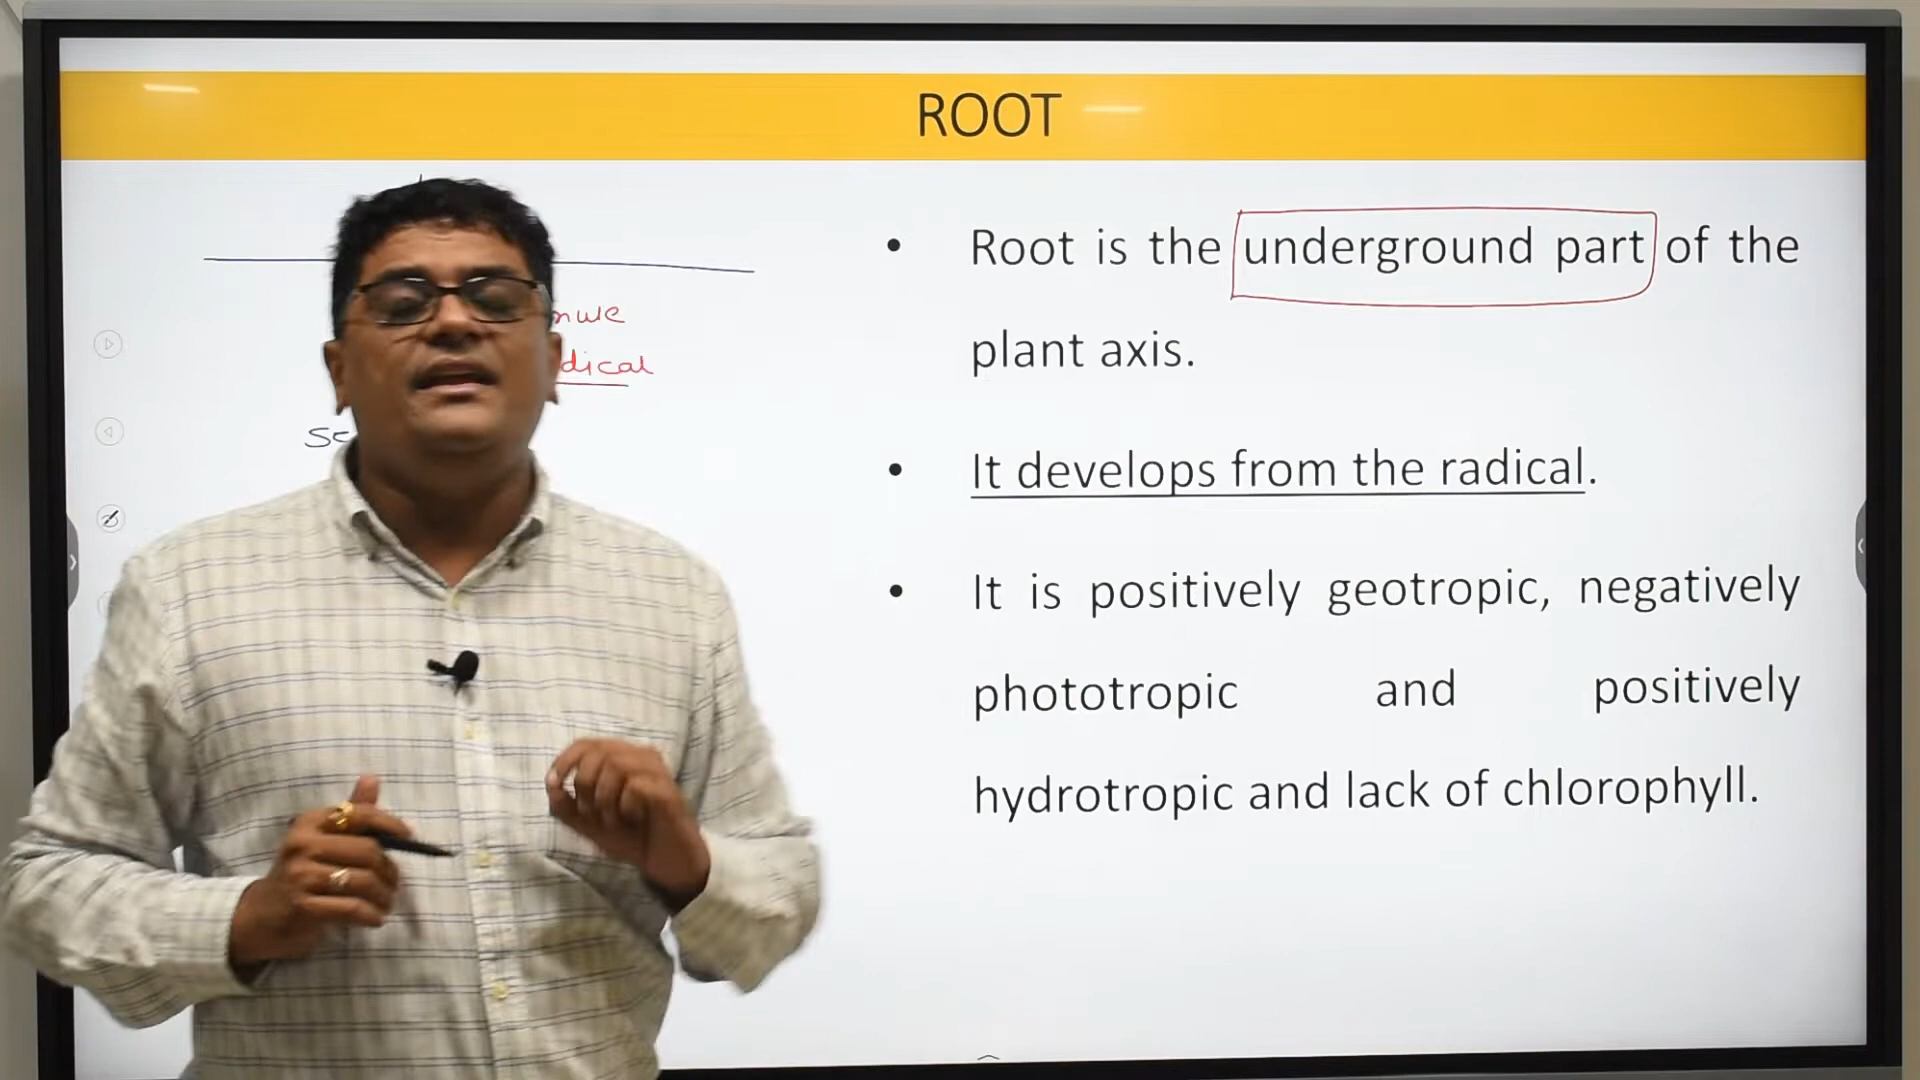 ROOT
• Root is the underground part of the
plant axis.
• It develops from the radical.
• It is positively geotropic, negatively
phototropic and positively
hydrotropic and lack of chlorophyll.